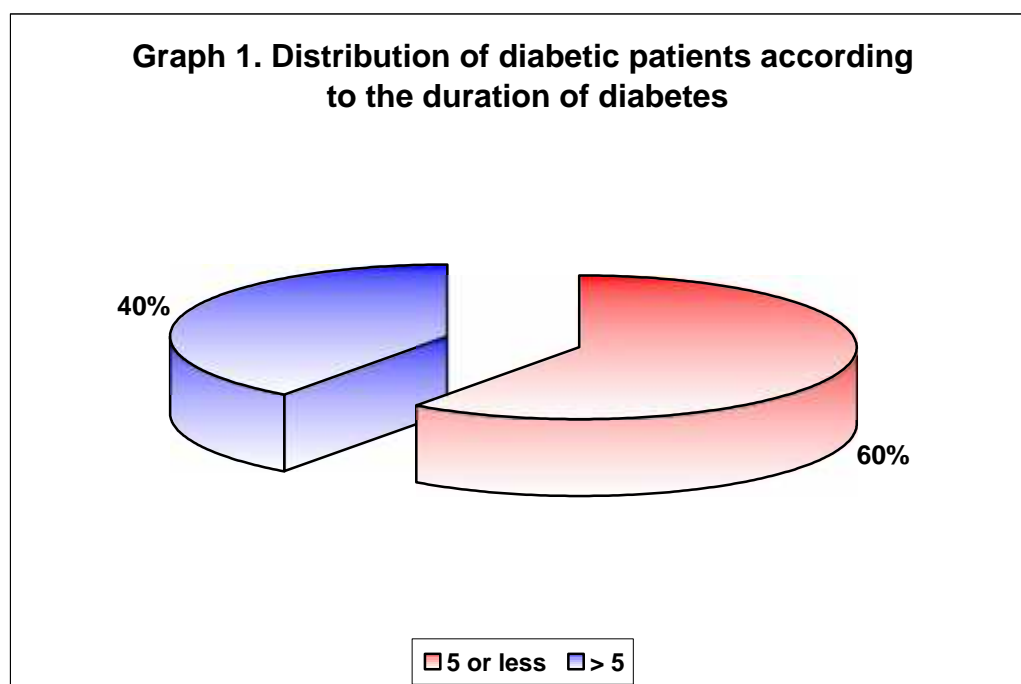 Graph 1. Distribution of diabetic patients according
to the duration of diabetes
40%
60%
5 or less > 5